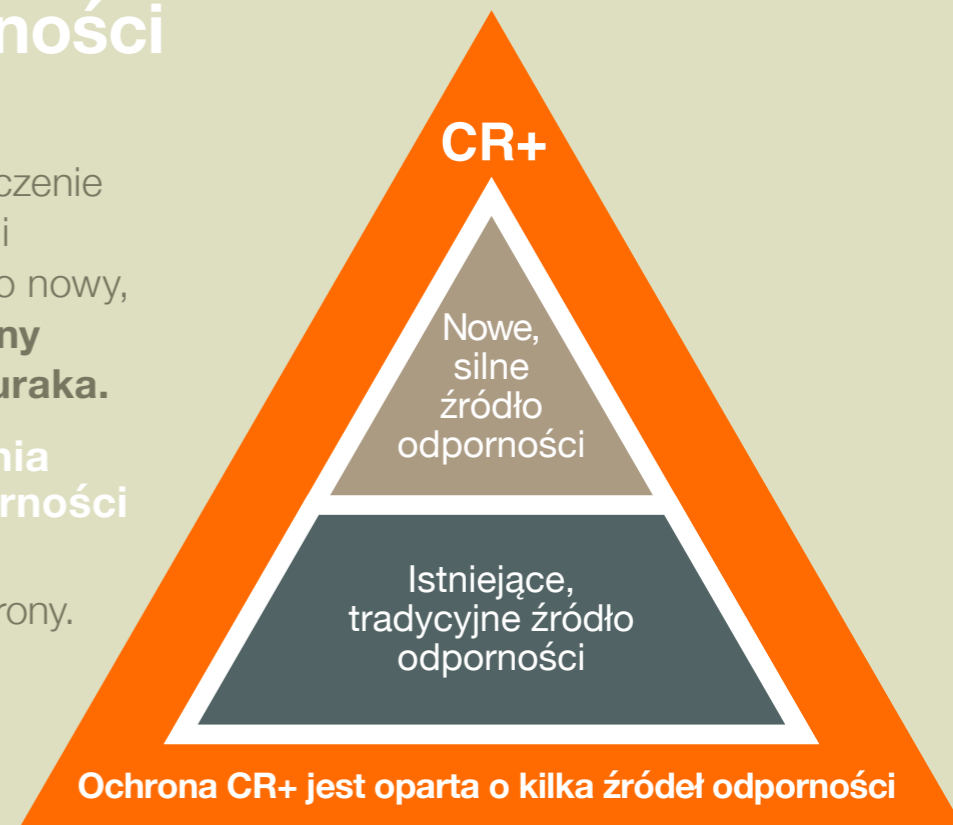 ności
czenie
i
o nowy,
ny
uraka.
nia
rności
rony.
CR+
Nowe,
silne
źródło
odporności
Istniejące,
tradycyjne źródło
odporności
Ochrona CR+ jest oparta o kilka źródeł odporności